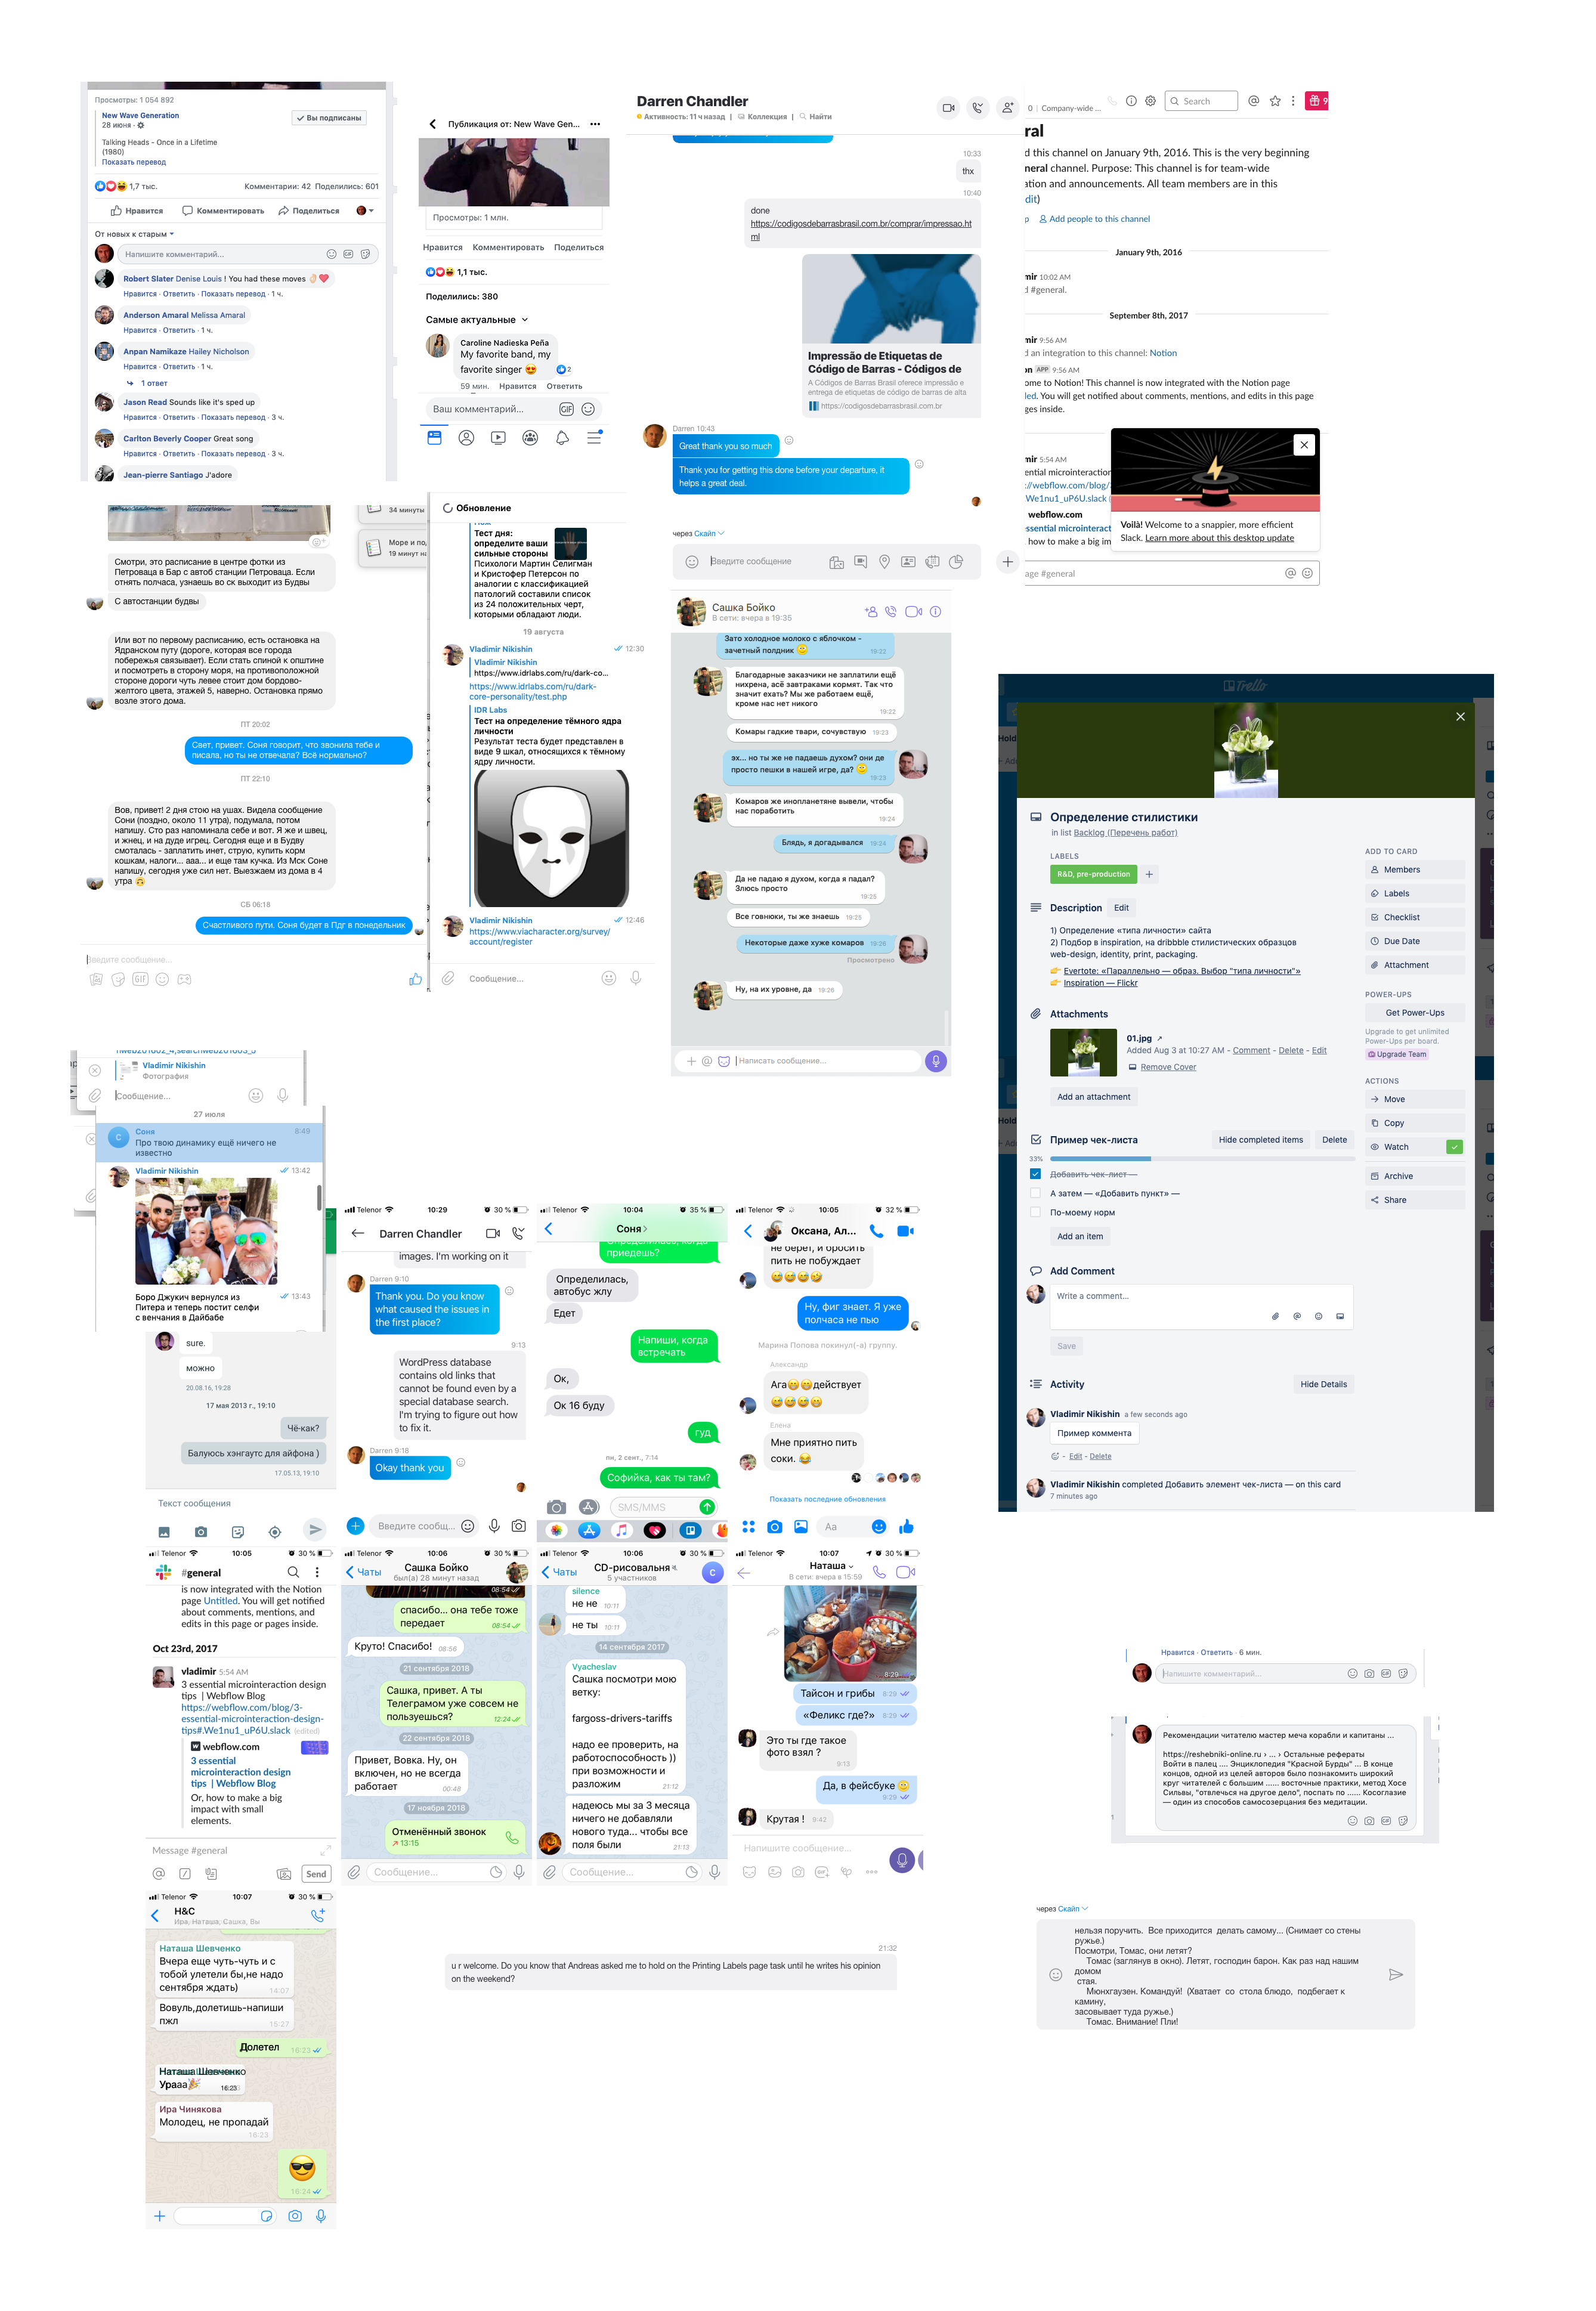 Просмотры: 1 054 892
New Wave Generation
28 июня ·
Вы подписаны
Talking Heads - Once in a Lifetime
(1980)
Показать перевод
1,7 тыс.
Комментарии: 42 Поделились: 601
Нравится
Комментировать
Поделиться
От новых к старым
Напишите комментарий...
Robert Slater Denise Louis ! You had these moves 👌🏻❤️
Нравится · Ответить · Показать перевод · 1 ч.
Anderson Amaral Melissa Amaral
Нравится · Ответить · 1 ч.
Anpan Namikaze Hailey Nicholson
Нравится · Ответить · 1 ч.
1 ответ
Jason Read Sounds like it's sped up
Нравится · Ответить · Показать перевод · 3 ч.
Carlton Beverly Cooper Great song
Нравится · Ответить · Показать перевод · 3 ч.
Jean-pierre Santiago J'adore
Публикация от: New Wave Gen...
Просмотры: 1 млн.
Нравится Комментировать Поделиться
1,1 тыс.
Поделились: 380
Самые актуальные
Caroline Nadieska Peña
My favorite band, my
favorite singer 😍
2
59 мин. Нравится Ответить
Ваш комментарий...
GIF
Darren Chandler
Активность: 11 ч назад | Коллекция | Найти
10:33
thx
10:40
done
https://codigosdebarrasbrasil.com.br/comprar/impressao.ht
ml
Impressão de Etiquetas de
Código de Barras - Códigos de
A Códigos de Barras Brasil oferece impressão e
entrega de etiquetas de código de barras de alta
https://codigosdebarrasbrasil.com.br
Darren 10:43
Great thank you so much
Thank you for getting this done before your departure, it
helps a great deal.
через Скайп
Введите сообщение
0 | Company-wide ...
Search
9
ral
d this channel on January 9th, 2016. This is the very beginning
neral channel. Purpose: This channel is for team-wide
ation and announcements. All team members are in this
dit)
Add people to this channel
January 9th, 2016
mir 10:02 AM
d #general.
September 8th, 2017
mir 9:56 AM
d an integration to this channel: Notion
on APP 9:56 AM
ome to Notion! This channel is now integrated with the Notion page
led. You will get notified about comments, mentions, and edits in this page
ges inside.
mir 5:54 AM
ential microinteraction
://webflow.com/blog/
We1nu1_uP6U.slack
webflow.com
essential microinteract
how to make a big im
Voilà! Welcome to a snappier, more efficient
Slack. Learn more about this desktop update
age #general
34 минуты
Море и по
19 минут на
Смотри, это расписание в центре фотки из
Петроваца в Бар с автоб станции Петроваца. Если
отнять полчаса, узнаешь во ск выходит из Будвы
С автостанции будвы
Или вот по первому расписанию, есть остановка на
Ядранском путу (дороге, которая все города
побережья связывает). Если стать спиной к општине
и посмотреть в сторону моря, на противоположной
стороне дороги чуть левее стоит дом бордово-
желтого цвета, этажей 5, наверно. Остановка прямо
возле этого дома.
ПТ 20:02
Свет, привет. Соня говорит, что звонила тебе и
писала, но ты не отвечала? Всё нормально?
ПТ 22:10
Вов, привет! 2 дня стою на ушах. Видела сообщение
Сони (поздно, около 11 утра), подумала, потом
напишу. Сто раз напоминала себе и вот. Я же и швец,
и жнец, и на дуде игрец. Сегодня еще и в Будву
смоталась - заплатить инет, струю, купить корм
кошкам, налоги... ааа... и еще там кучка. Из Мск Соне
напишу, сегодня уже сил нет. Выезжаем из дома в 4
утра 🙃
СБ 06:18
Счастливого пути. Соня будет в Пдг в понедельник
Введите сообщение...
GIF
Обновление
Тест дня:
определите ваши
сильные стороны
Психологи Мартин Селигман
и Кристофер Петерсон по
аналогии с классификацией
патологий составили список
из 24 положительных черт,
которыми обладают люди.
19 августа
Vladimir Nikishin 12:30
Vladimir Nikishin
https://www.idrlabs.com/ru/dark-co...
https://www.idrlabs.com/ru/dark-
core-personality/test.php
IDR Labs
Тест на определение тёмного ядра
личности
Результат теста будет представлен в
виде 9 шкал, относящихся к тёмному
ядру личности.
Vladimir Nikishin 12:46
https://www.viacharacter.org/survey/
account/register
Сообщение...
Сашка Бойко
В сети: вчера в 19:35
Зато холодное молоко с яблочком -
зачетный полдник 🙂
19:22
Благодарные заказчики не заплатили ещё
нихрена, всё завтраками кормят. Так что
значит ехать? Мы же работаем ещё,
кроме нас нет никого
19:22
Комары гадкие твари, сочувствую 19:23
эх... но ты же не падаешь духом? они де
просто пешки в нашей игре, да? 🙂
19:23
Комаров же инопланетяне вывели, чтобы
нас поработить
19:24
Блядь, я догадывался 19:24
Да не падаю я духом, когда я падал?
Злюсь просто
19:25
Все говнюки, ты же знаешь 19:25
Некоторые даже хуже комаров 19:26
Просмотрено
Ну, на их уровне, да 19:26
Написать сообщение...
Trello
Hold
Определение стилистики
in list Backlog (Перечень работ)
LABELS
R&D, pre-production
Description
Edit
1) Определение «типа личности» сайта
2) Подбор в inspiration, на dribbble стилистических образцов
web-design, identity, print, packaging.
👉 Evertote: «Параллельно — образ. Выбор "типа личности"»
👉 Inspiration — Flickr
Attachments
01.jpg ↗
Added Aug 3 at 10:27 AM - Comment - Delete - Edit
Remove Cover
Add an attachment
Пример чек-листа
Hide completed items
Delete
33%
Добавить чек-лист —
А затем — «Добавить пункт» —
По-моему норм
Add an item
Add Comment
Write a comment...
Save
Activity
Hide Details
Vladimir Nikishin a few seconds ago
Пример коммента
Edit - Delete
Vladimir Nikishin completed Добавить элемент чек-листа — on this card
7 minutes ago
ADD TO CARD
Members
Labels
Checklist
Due Date
Attachment
POWER-UPS
Get Power-Ups
Upgrade to get unlimited
Power-Ups per board.
Upgrade Team
ACTIONS
Move
Copy
Watch
Archive
Share
Vladimir Nikishin
Фотография
Сообщение...
27 июля
Соня 8:49
Про твою динамику ещё ничего не
известно
Vladimir Nikishin 13:42
Боро Джукич вернулся из
Питера и теперь постит селфи
с венчания в Дайбабе
13:43
sure.
можно
20.08.16, 19:28
17 мая 2013 г., 19:10
Чё-как?
Балуюсь хэнгаутс для айфона )
17.05.13, 19:10
Текст сообщения
Telenor 10:29 30 %
Darren Chandler
images. I'm working on it
Darren 9:10
Thank you. Do you know
what caused the issues in
the first place?
9:13
WordPress database
contains old links that
cannot be found even by a
special database search.
I'm trying to figure out how
to fix it.
Darren 9:18
Okay thank you
Введите сообщ...
Telenor 10:04 35 %
Соня
приедешь?
Определилась,
автобус жлу
Едет
Напиши, когда
встречать
Ок,
Ок 16 буду
гуд
пн, 2 сент., 7:14
Софийка, как ты там?
SMS/MMS
Telenor 10:05 32 %
Оксана, Ал...
не берет, и бросить
пить не побуждает
😅😅😅🤣
Ну, фиг знает. Я уже
полчаса не пью
Марина Попова покинул(-а) группу.
Александр
Ага😁😁действует
😅😅😅😁
Елена
Мне приятно пить
соки. 😂
Показать последние обновления
Aa
Telenor 10:05 30 %
#general
is now integrated with the Notion
page Untitled. You will get notified
about comments, mentions, and
edits in this page or pages inside.
Oct 23rd, 2017
vladimir 5:54 AM
3 essential microinteraction design
tips | Webflow Blog
https://webflow.com/blog/3-
essential-microinteraction-design-
tips#.We1nu1_uP6U.slack (edited)
webflow.com
3 essential
microinteraction design
tips | Webflow Blog
Or, how to make a big
impact with small
elements.
Message #general
Send
Telenor 10:06 30 %
Чаты
Сашка Бойко
был(а) 28 минут назад
08:54
спасибо... она тебе тоже
передает 08:54
Круто! Спасибо! 08:56
21 сентября 2018
Сашка, привет. А ты
Телеграмом уже совсем не
пользуешься? 12:24
22 сентября 2018
Привет, Вовка. Ну, он
включен, но не всегда
работает 00:48
17 ноября 2018
Отменённый звонок
13:15
Сообщение...
Telenor 10:06 30 %
Чаты
CD-рисовальня
5 участников
C
silence
не не 10:11
не ты 10:11
14 сентября 2017
Vyacheslav
Сашка посмотри мою
ветку:
fargoss-drivers-tariffs
надо ее проверить, на
работоспособность ))
при возможности и
разложим 21:12
надеюсь мы за 3 месяца
ничего не добавляли
нового туда... чтобы все
поля были 21:13
Сообщение...
Telenor 10:07 30 %
Наташа
В сети: вчера в 15:59
8:29
Тайсон и грибы 8:29
«Феликс где?» 8:29
Это ты где такое
фото взял ?
9:13
Да, в фейсбуке 🙂
9:29
Крутая ! 9:42
Напишите сообщение...
Нравится · Ответить · 6 мин.
Напишите комментарий...
Рекомендации читателю мастер меча корабли и капитаны ...
https://reshebniki-online.ru › ... › Остальные рефераты
Войти в палец .... Энциклопедия "Красной Бурды" ... В конце
концов, одной из целей авторов было познакомить широкий
круг читателей с большим ...... восточные практики, метод Хосе
Сильвы, "отвлечься на другое дело", поспать по ...... Косоглазие
— один из способов самосозерцания без медитации.
Telenor 10:07 30 %
H&C
Ира, Наташа, Сашка, Вы
Наташа Шевченко
Вчера еще чуть-чуть и с
тобой улетели бы,не надо
сентября ждать)
14:07
Вовуль,долетишь-напиши
пжл 15:27
Долетел 16:23
Наташа Шевченко
Урааа🎉 16:23
Ира Чинякова
Молодец, не пропадай
16:23
😎
16:24
21:32
u r welcome. Do you know that Andreas asked me to hold on the Printing Labels page task until he writes his opinion
on the weekend?
через Скайп
нельзя поручить. Все приходится делать самому... (Снимает со стены
ружье.)
Посмотри, Томас, они летят?
Томас (заглянув в окно). Летят, господин барон. Как раз над нашим
домом
стая.
Мюнхгаузен. Командуй! (Хватает со стола блюдо, подбегает к
камину,
засовывает туда ружье.)
Томас. Внимание! Пли!